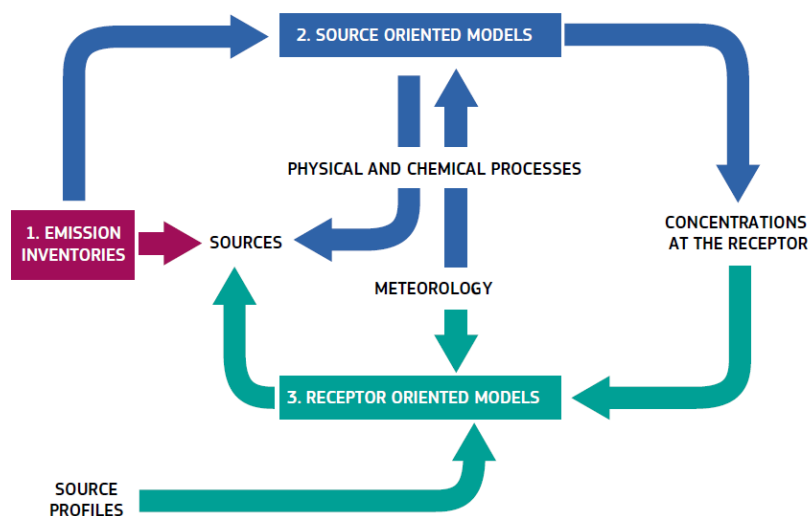 2. SOURCE ORIENTED MODELS
PHYSICAL AND CHEMICAL PROCESSES
1. EMISSION
INVENTORIES
SOURCES
CONCENTRATIONS
AT THE RECEPTOR
METEOROLOGY
3. RECEPTOR ORIENTED MODELS
SOURCE
PROFILES